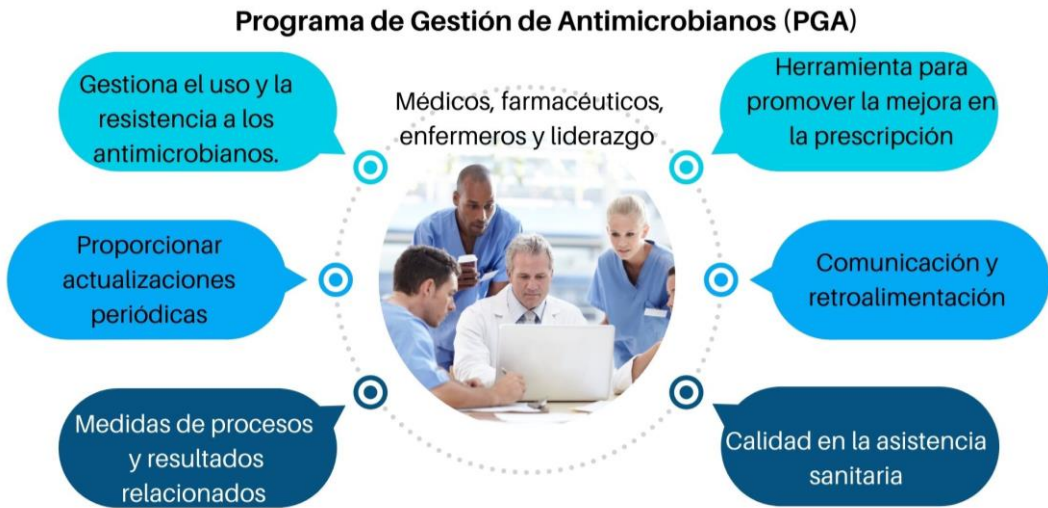 Programa de Gestión de Antimicrobianos (PGA)
Gestiona el uso y la
resistencia a los
antimicrobianos.
Médicos, farmacéuticos,
enfermeros y liderazgo
Herramienta para
promover la mejora en
la prescripción
Proporcionar
actualizaciones
periódicas
Comunicación y
retroalimentación
Medidas de procesos
y resultados
relacionados
Calidad en la asistencia
sanitaria